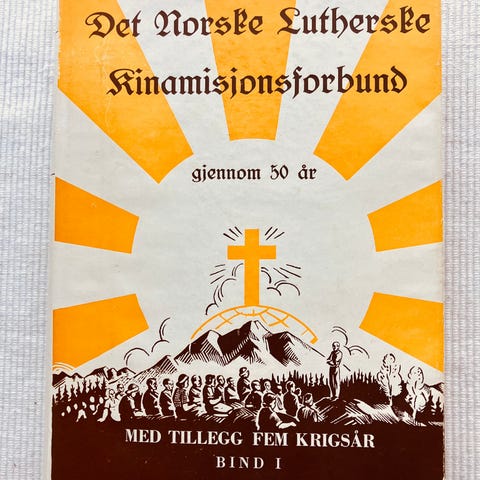 Det Norske Lutherske
Kinamisjonsforbund
gjennom 50 år
MED TILLEGG FEM KRIGSÅR
BIND I